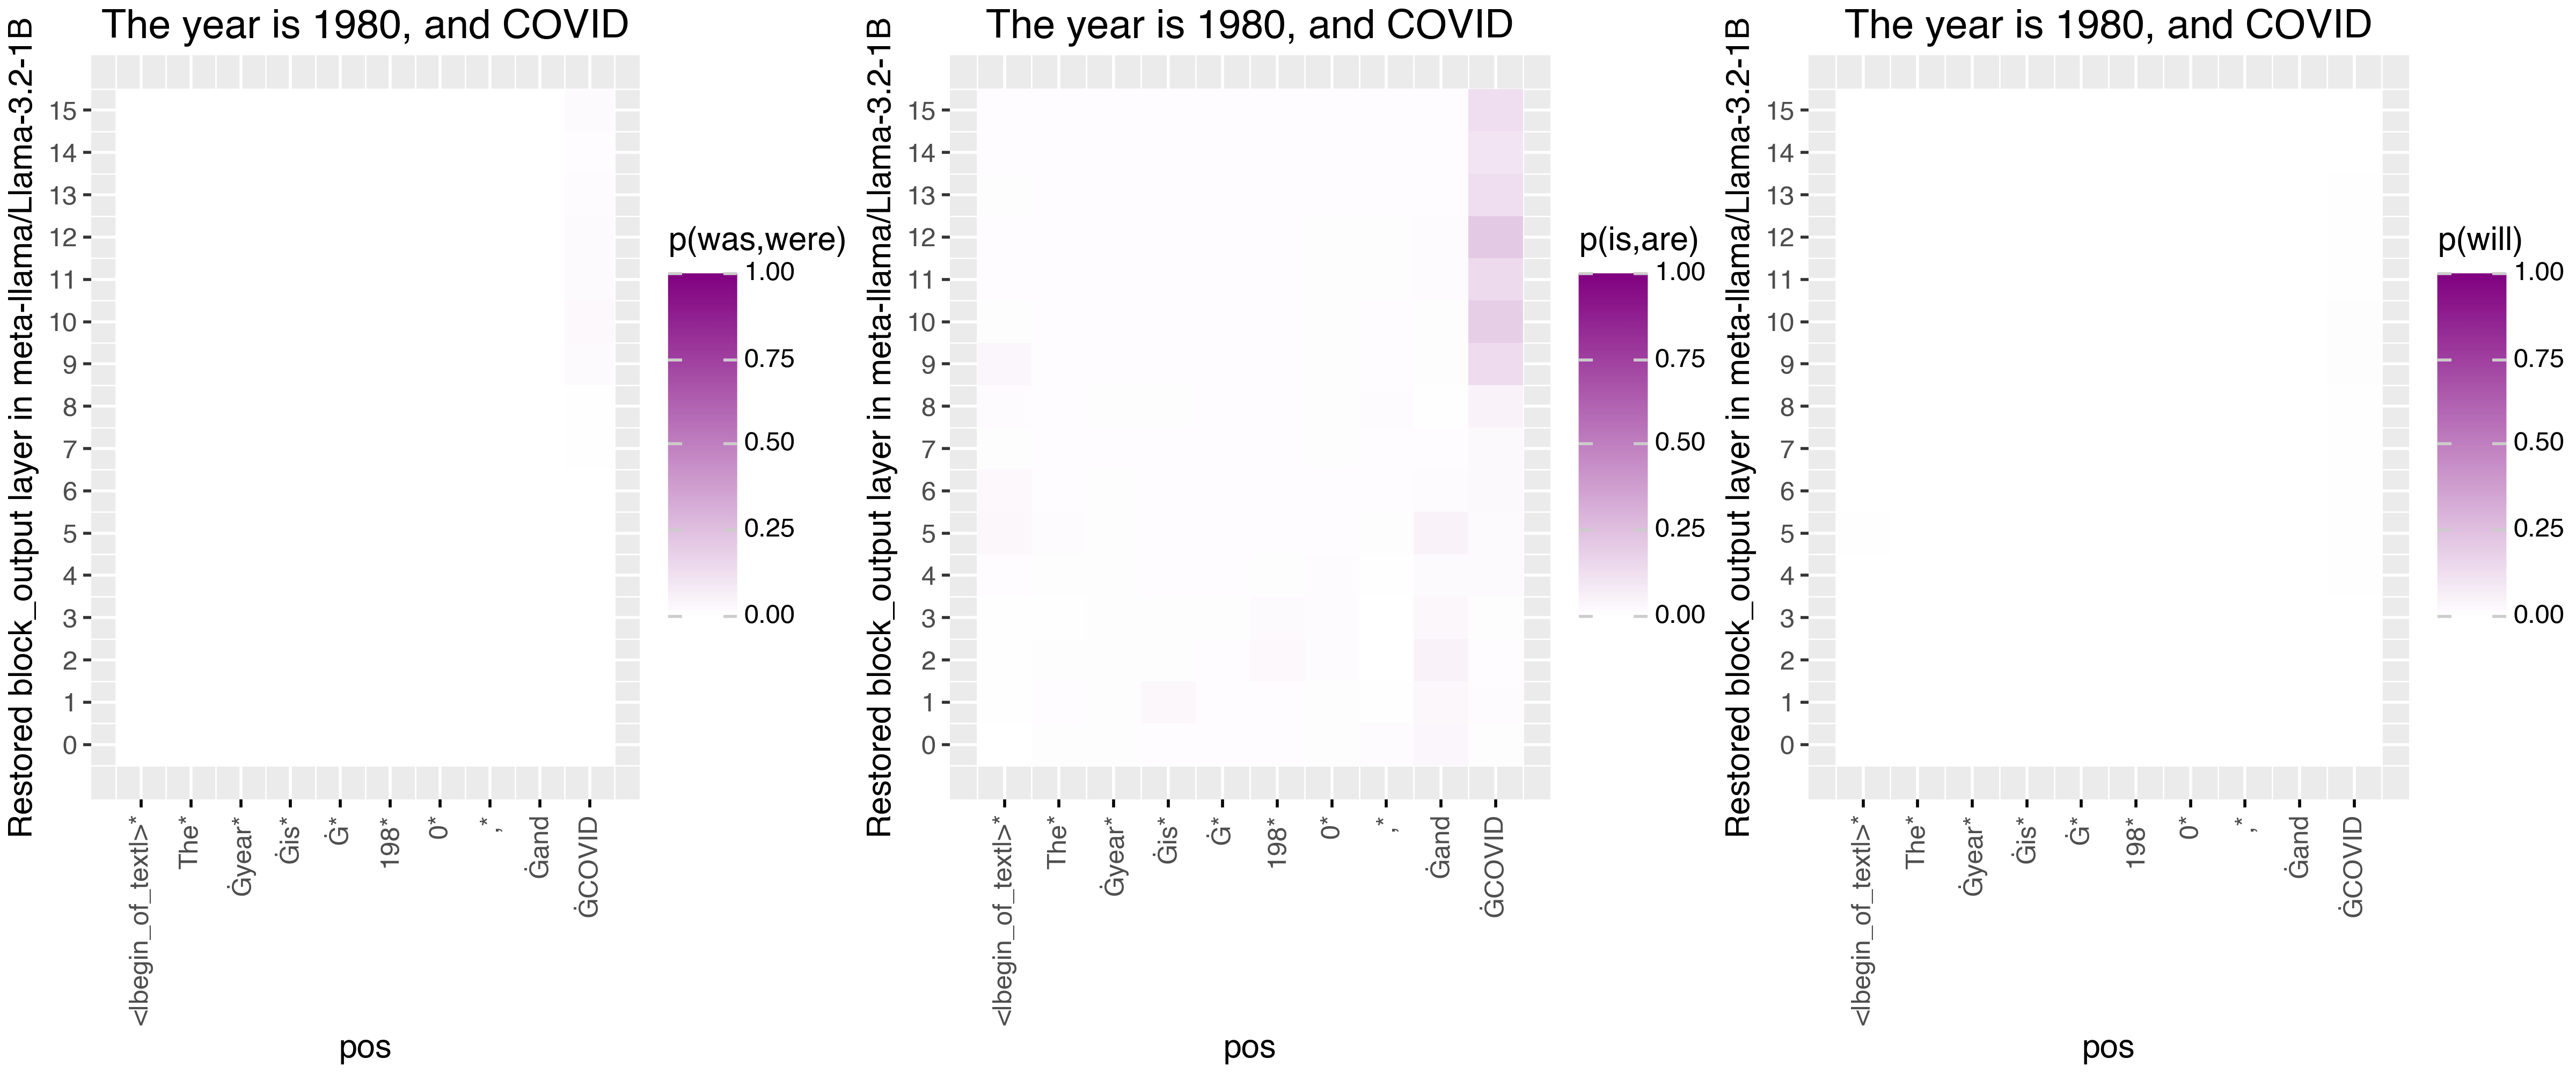 The year is 1980, and COVID
Restored block_output layer in meta-llama/Llama-3.2-1B
15
14
13
12
11
10
9
8
7
6
5
4
3
2
1
0
<|begin_of_text|>*
The*
Ġyear*
Ġis*
Ġ*
198*
0*
,*
Ġand
ĠCOVID
pos
p(was,were)
1.00
0.75
0.50
0.25
0.00
The year is 1980, and COVID
Restored block_output layer in meta-llama/Llama-3.2-1B
15
14
13
12
11
10
9
8
7
6
5
4
3
2
1
0
<|begin_of_text|>*
The*
Ġyear*
Ġis*
Ġ*
198*
0*
,*
Ġand
ĠCOVID
pos
p(is,are)
1.00
0.75
0.50
0.25
0.00
The year is 1980, and COVID
Restored block_output layer in meta-llama/Llama-3.2-1B
15
14
13
12
11
10
9
8
7
6
5
4
3
2
1
0
<|begin_of_text|>*
The*
Ġyear*
Ġis*
Ġ*
198*
0*
,*
Ġand
ĠCOVID
pos
p(will)
1.00
0.75
0.50
0.25
0.00